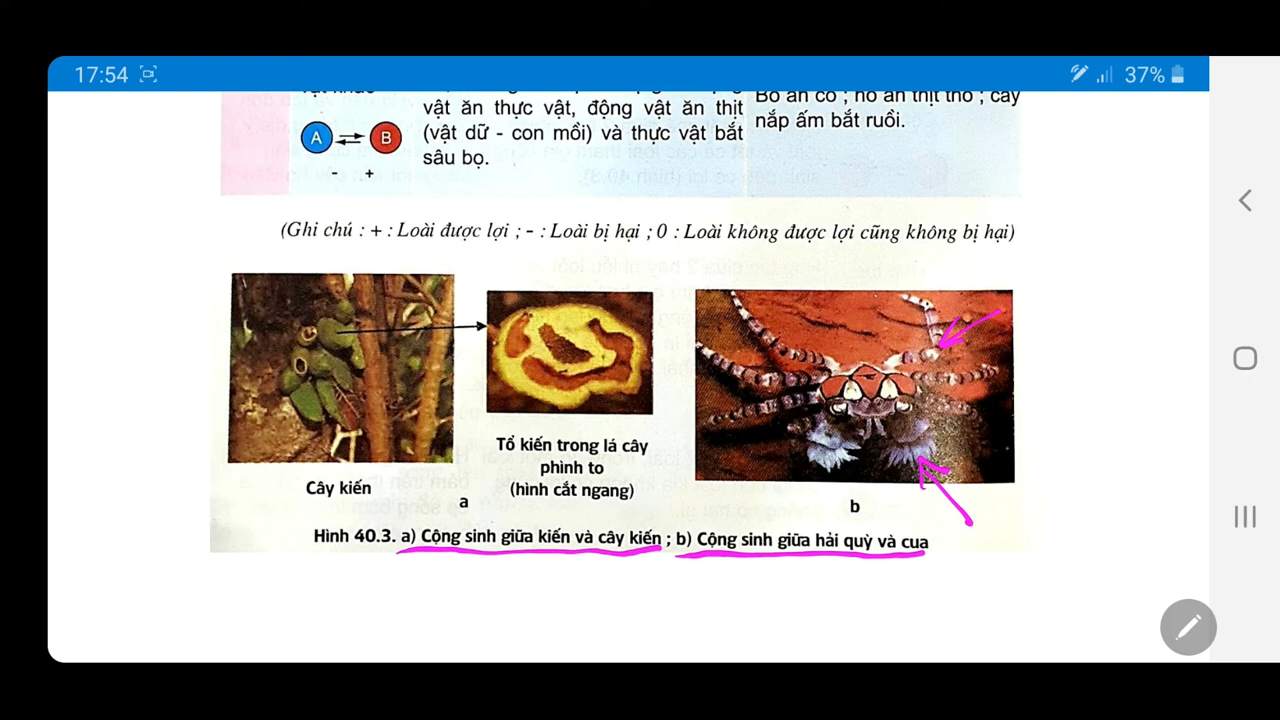 17:54
37%
vật ăn thực vật, động vật ăn thịt
(vật dữ - con mồi) và thực vật bắt
sâu bọ.
Bò ăn cỏ ; hổ ăn thịt thỏ ; cây
nắp ấm bắt ruồi.
A B
- +
(Ghi chú : + : Loài được lợi ; - : Loài bị hại ; 0 : Loài không được lợi cũng không bị hại)
Tổ kiến trong lá cây
phình to
(hình cắt ngang)
Cây kiến
a
b
Hình 40.3. a) Cộng sinh giữa kiến và cây kiến ; b) Cộng sinh giữa hải quỳ và cua